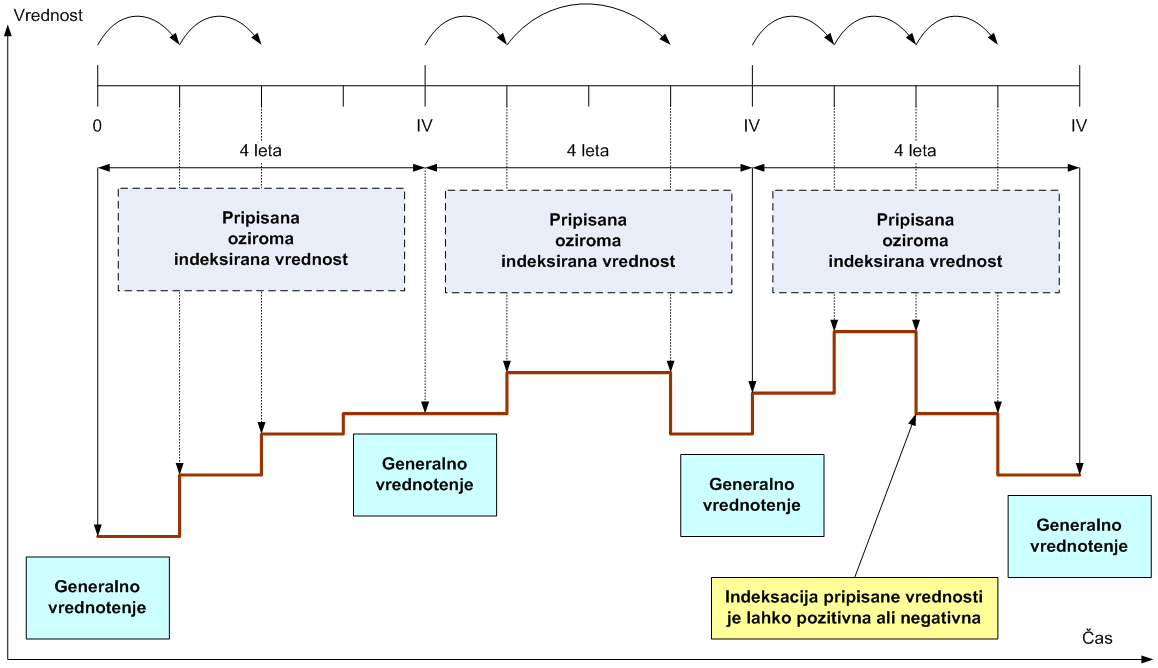 Vrednost
0
IV
IV
IV
4 leta
4 leta
4 leta
Pripisana
oziroma
indeksirana vrednost
Pripisana
oziroma
indeksirana vrednost
Pripisana
oziroma
indeksirana vrednost
Generalno
vrednotenje
Generalno
vrednotenje
Generalno
vrednotenje
Generalno
vrednotenje
Indeksacija pripisane vrednosti
je lahko pozitivna ali negativna
Čas